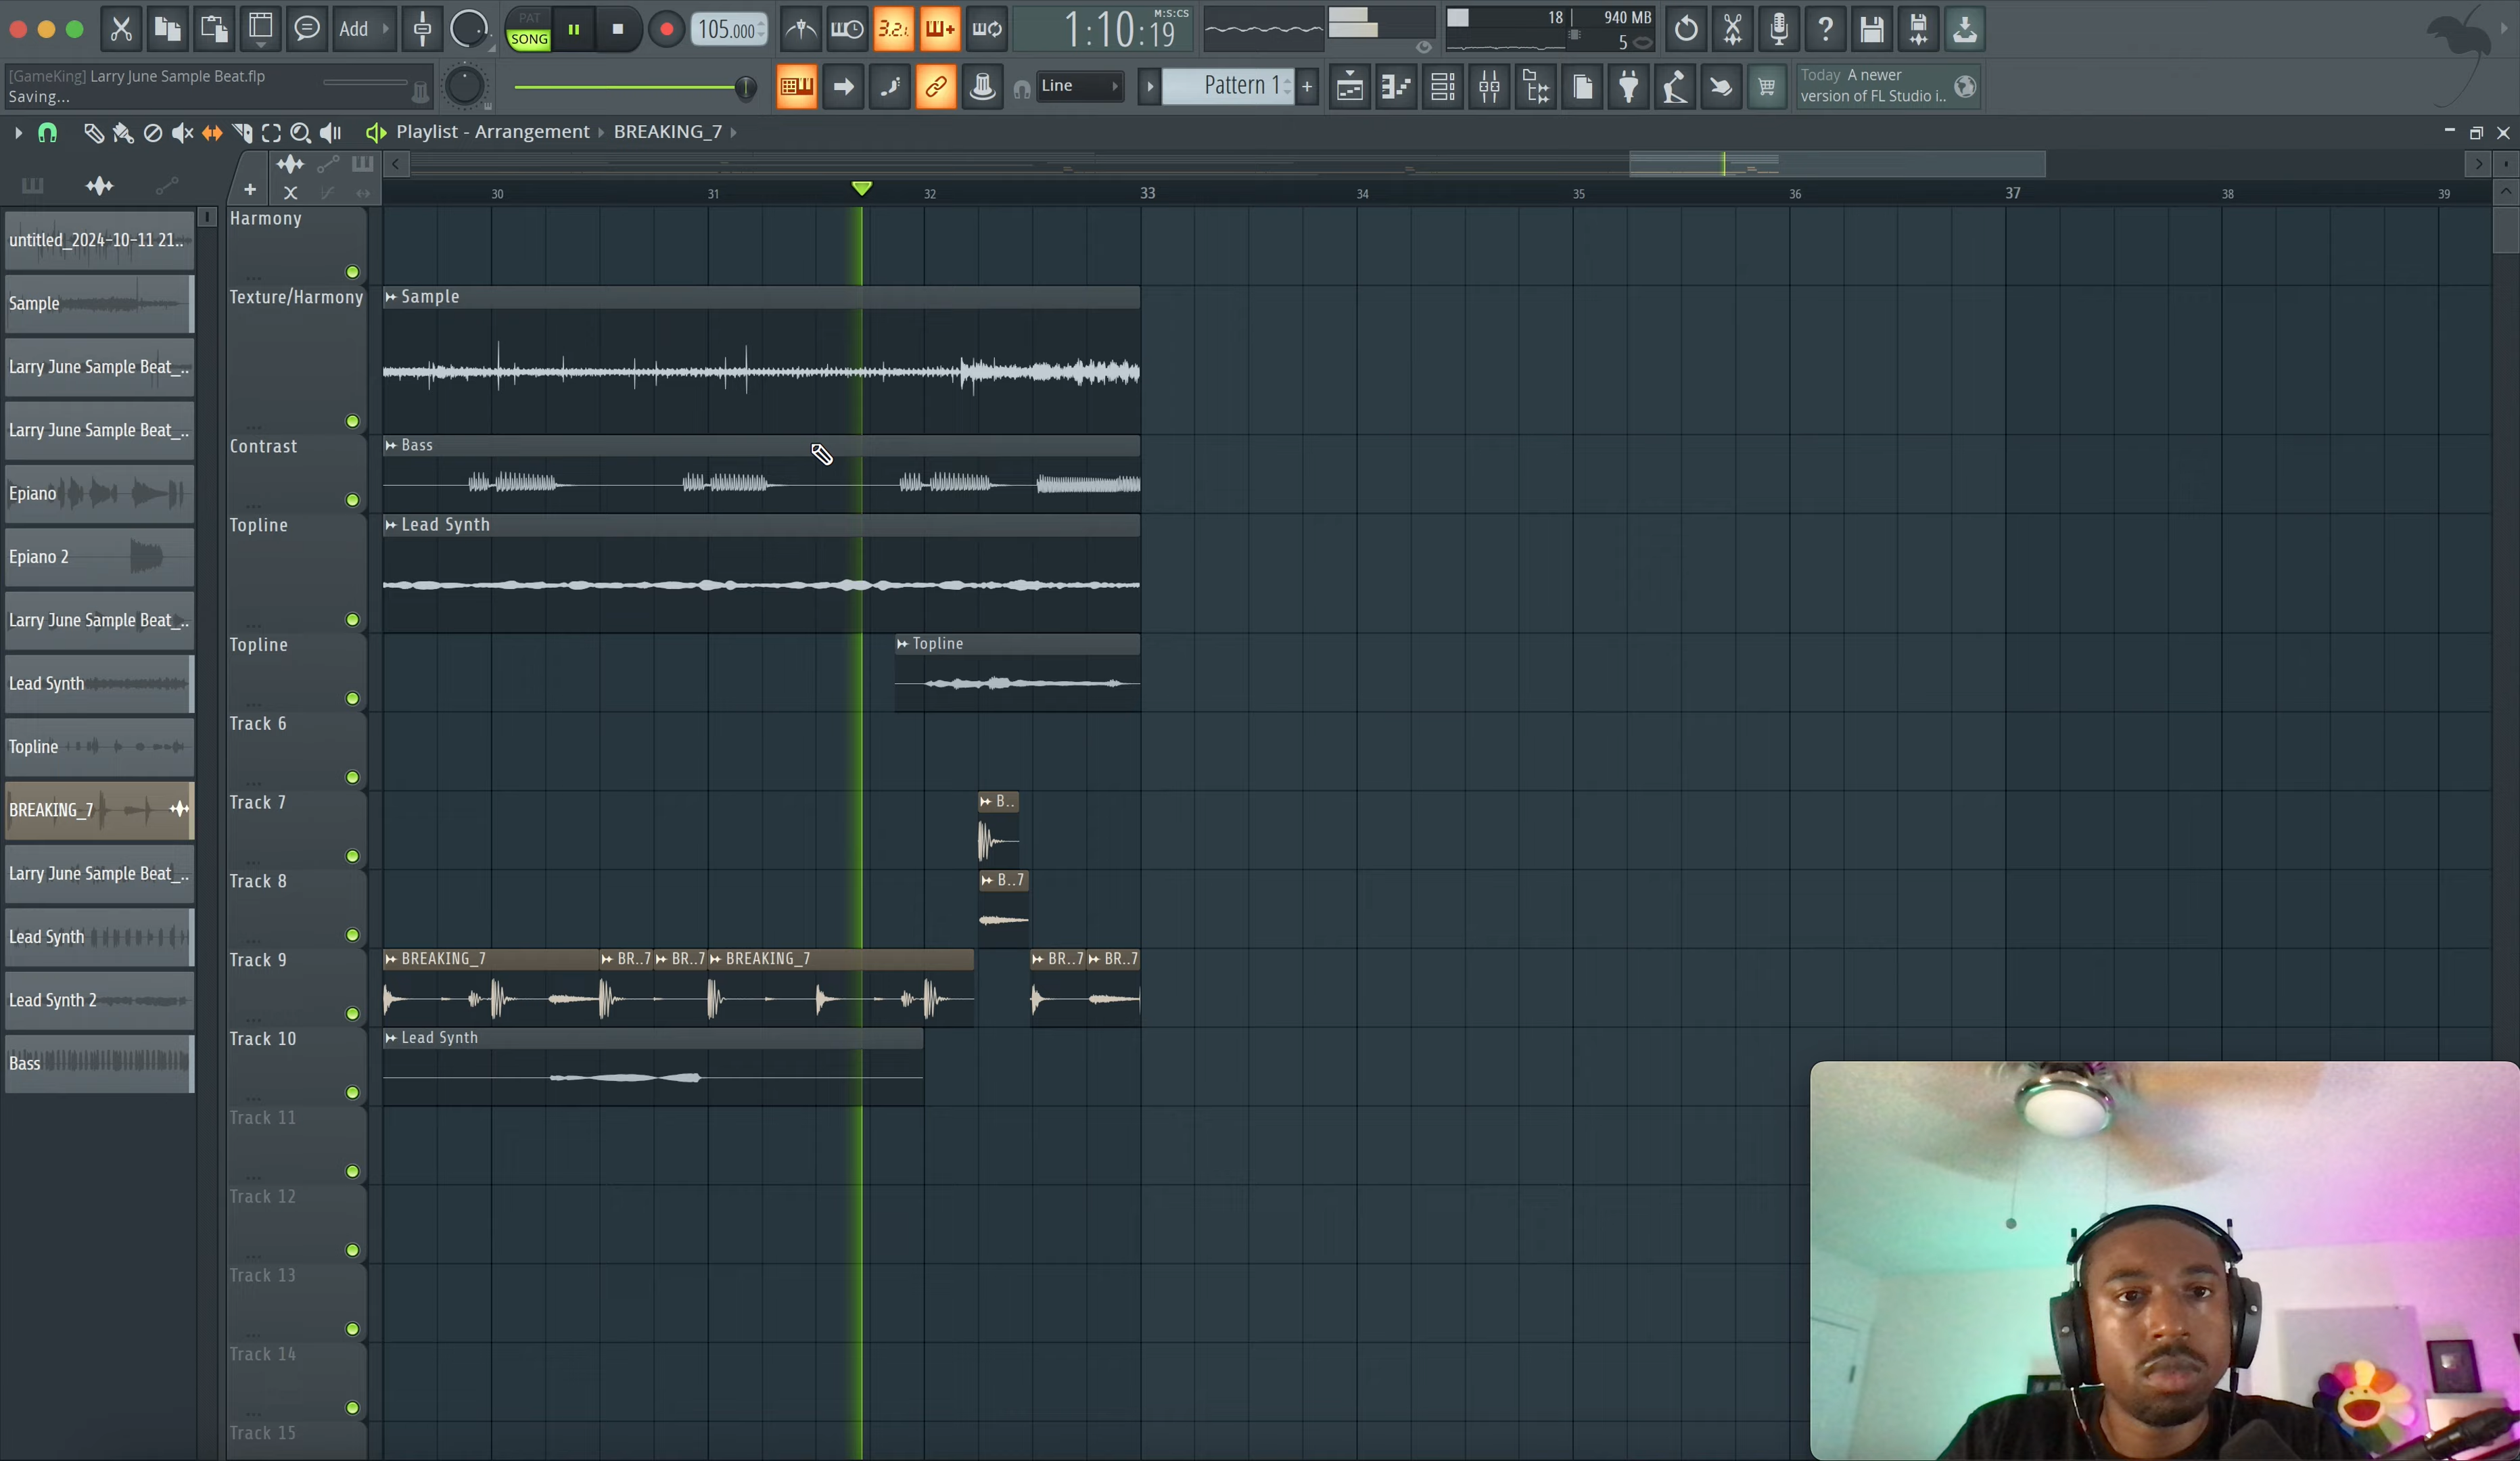 PAT
SONG
Add
105.000
3.2.
1:10:19
M:S:CS
18
940 MB
5
[GameKing] Larry June Sample Beat.flp
Saving...
Line
Pattern 1
Today A newer
version of FL Studio i..
Playlist - Arrangement
BREAKING_7
30
31
32
33
34
35
36
37
38
39
untitled_2024-10-11 21..
Sample
Larry June Sample Beat_..
Larry June Sample Beat_..
Epiano
Epiano 2
Larry June Sample Beat_..
Lead Synth
Topline
BREAKING_7
Larry June Sample Beat_..
Lead Synth
Lead Synth 2
Bass
Harmony
Texture/Harmony
Sample
Contrast
Bass
Topline
Lead Synth
Topline
Topline
Track 6
Track 7
B..
Track 8
B..7
Track 9
BREAKING_7
BR..7
BR..7
BREAKING_7
BR..7
BR..7
Track 10
Lead Synth
Track 11
Track 12
Track 13
Track 14
Track 15